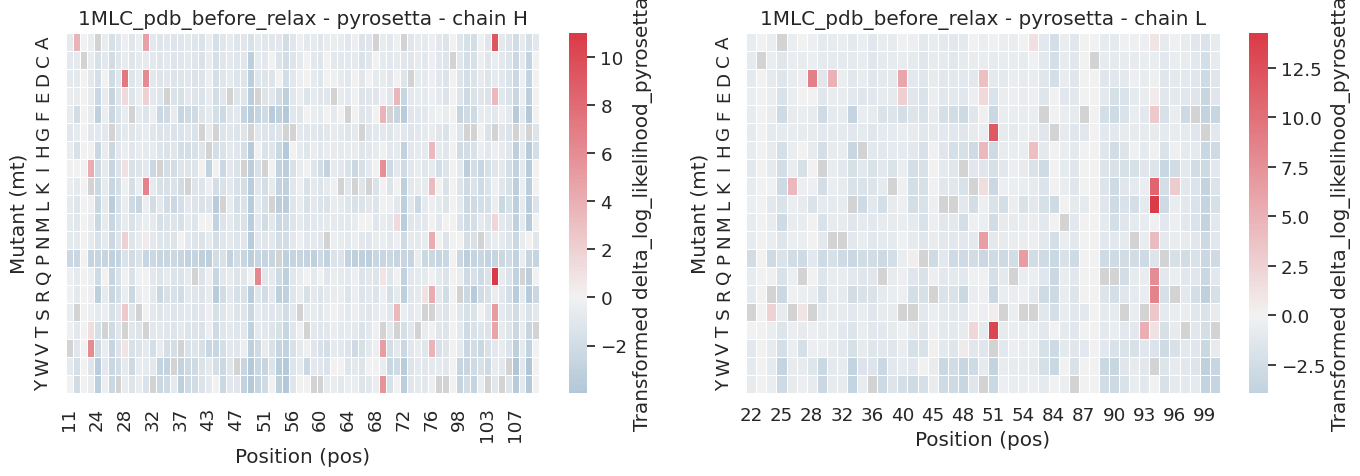 1MLC_pdb_before_relax - pyrosetta - chain H
Mutant (mt)
A
C
D
E
F
G
H
I
K
L
M
N
P
Q
R
S
T
V
W
Y
11 24 28 32 37 43 47 51 56 60 64 68 72 76 98 103 107
Position (pos)
10
8
6
4
2
0
−2
Transformed delta_log_likelihood_pyrosetta
1MLC_pdb_before_relax - pyrosetta - chain L
Mutant (mt)
A
C
D
E
F
G
H
I
K
L
M
N
P
Q
R
S
T
V
W
Y
22 25 28 32 36 40 45 48 51 54 84 87 90 93 96 99
Position (pos)
12.5
10.0
7.5
5.0
2.5
0.0
−2.5
Transformed delta_log_likelihood_pyrosetta